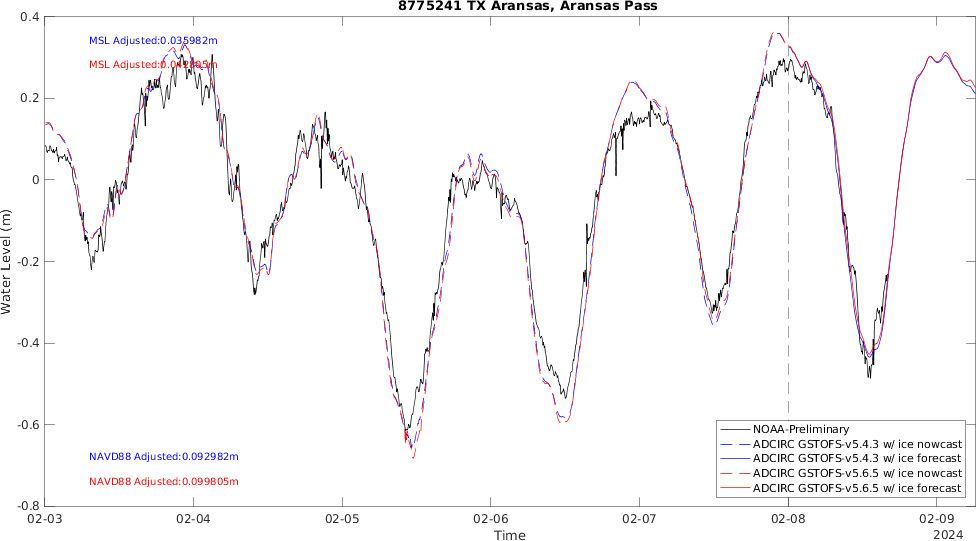 8775241 TX Aransas, Aransas Pass
0.4
MSL Adjusted:0.035982m
MSL Adjusted:
0.2
0
-0.2
-0.4
-0.6
-0.8
Water Level (m)
NAVD88 Adjusted:0.092982m
NAVD88 Adjusted:0.099805m
NOAA-Preliminary
ADCIRC GSTOFS-v5.4.3 w/ ice nowcast
ADCIRC GSTOFS-v5.4.3 w/ ice forecast
ADCIRC GSTOFS-v5.6.5 w/ ice nowcast
ADCIRC GSTOFS-v5.6.5 w/ ice forecast
02-03 02-04 02-05 02-06 02-07 02-08 02-09
Time
2024